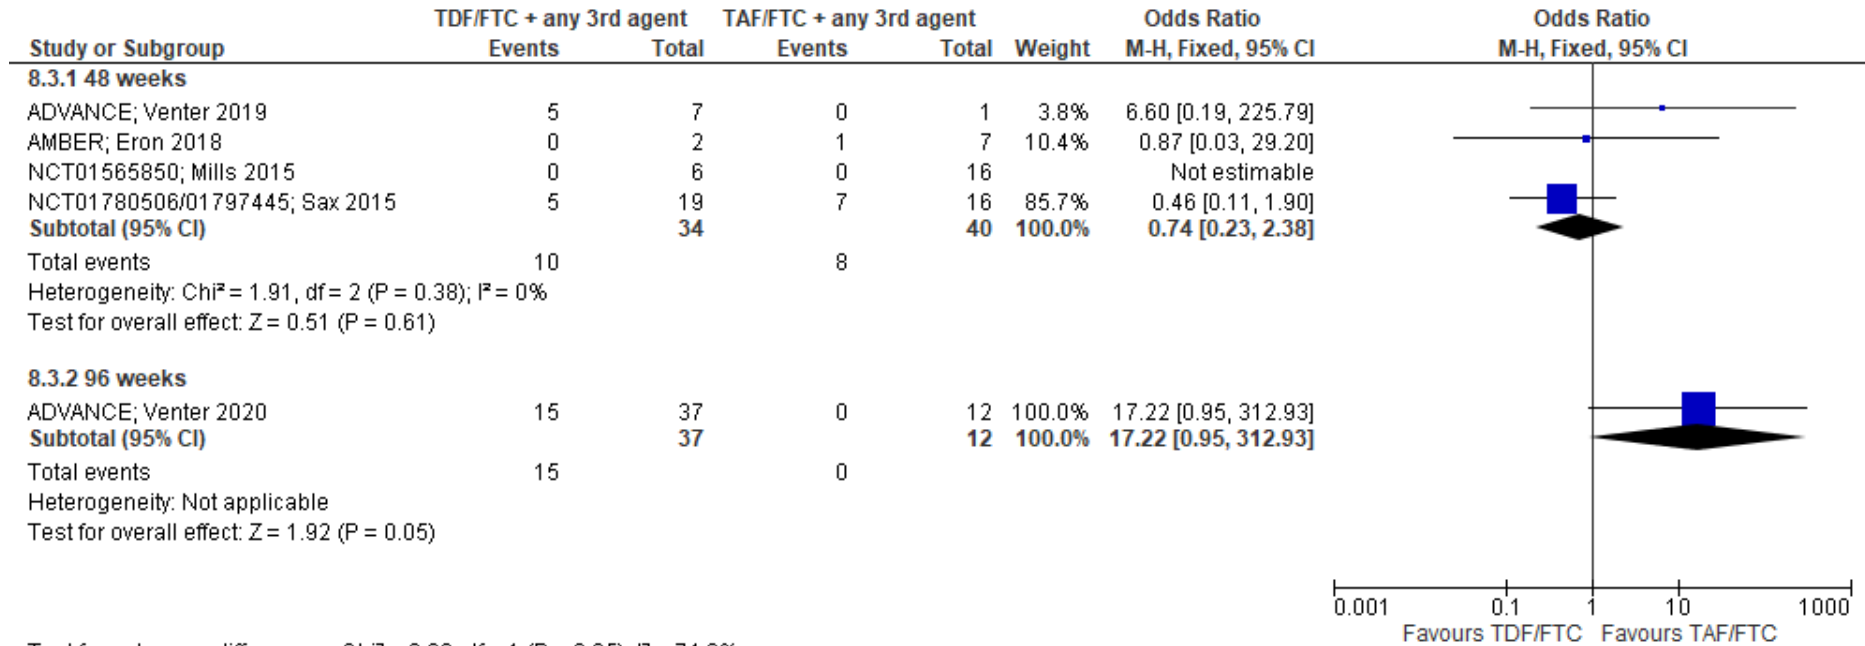 TDF/FTC + any 3rd agent TAF/FTC + any 3rd agent Odds Ratio Odds Ratio
Study or Subgroup Events Total Events Total Weight M-H, Fixed, 95% CI M-H, Fixed, 95% CI
8.3.1 48 weeks
ADVANCE; Venter 2019 5 7 0 1 3.8% 6.60 [0.19, 225.79]
AMBER; Eron 2018 0 2 1 7 10.4% 0.87 [0.03, 29.20]
NCT01565850; Mills 2015 0 6 0 16 Not estimable
NCT01780506/01797445; Sax 2015 5 19 7 16 85.7% 0.46 [0.11, 1.90]
Subtotal (95% CI) 34 40 100.0% 0.74 [0.23, 2.38]
Total events 10 8
Heterogeneity: Chi² = 1.91, df = 2 (P = 0.38); I² = 0%
Test for overall effect: Z = 0.51 (P = 0.61)
8.3.2 96 weeks
ADVANCE; Venter 2020 15 37 0 12 100.0% 17.22 [0.95, 312.93]
Subtotal (95% CI) 37 12 100.0% 17.22 [0.95, 312.93]
Total events 15 0
Heterogeneity: Not applicable
Test for overall effect: Z = 1.92 (P = 0.05)
0.001 0.1 1 10 1000
Favours TDF/FTC Favours TAF/FTC